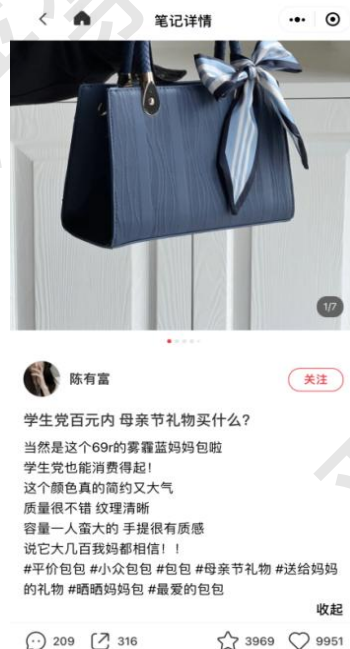 笔记详情
1/7
陈有富
关注
学生党百元内 母亲节礼物买什么?
当然是这个69r的雾霾蓝妈妈包啦
学生党也能消费得起!
这个颜色真的简约又大气
质量很不错 纹理清晰
容量一人蛮大的 手提很有质感
说它大几百我妈都相信!!
#平价包包 #小众包包 #包包 #母亲节礼物 #送给妈妈
的礼物 #晒晒妈妈包 #最爱的包包
收起
209 316 3969 9951